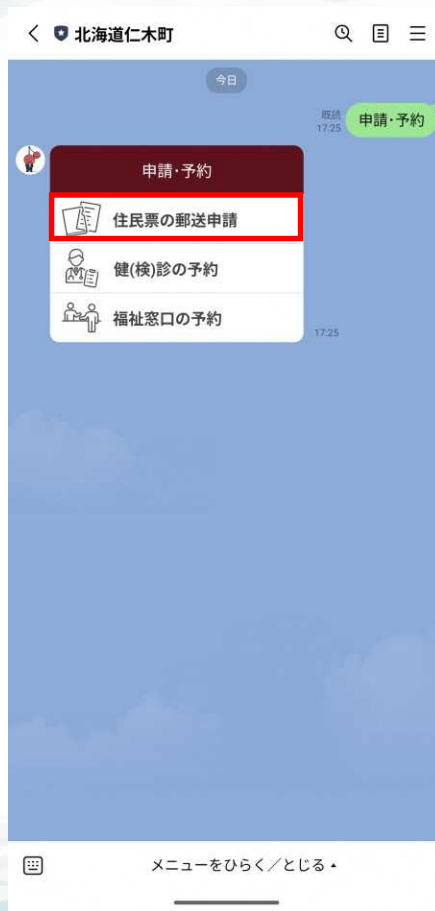 北海道仁木町
今日
既読
17:25
申請・予約
申請・予約
住民票の郵送申請
健(検)診の予約
福祉窓口の予約
17:25
メニューをひらく／とじる